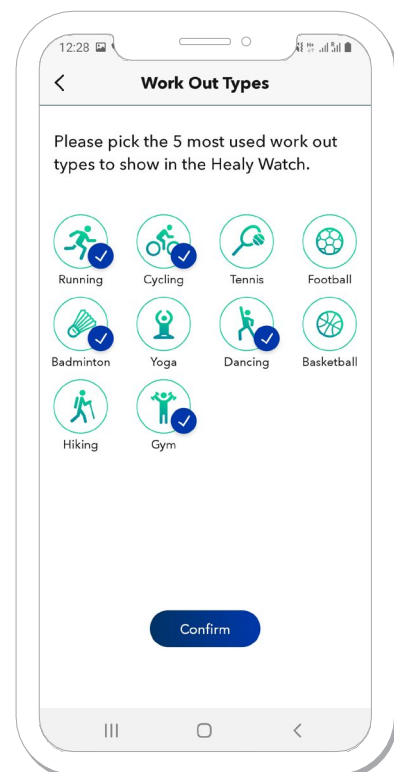 12:28
Work Out Types
Please pick the 5 most used work out
types to show in the Healy Watch.
Running Cycling Tennis Football
Badminton Yoga Dancing Basketball
Hiking Gym
Confirm